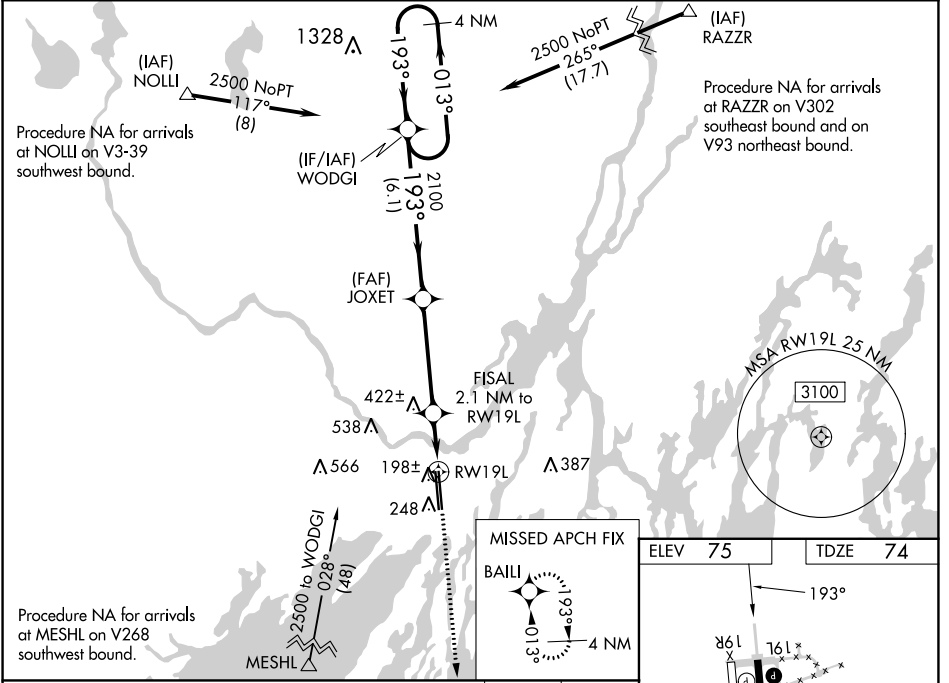 4 NM
1328
193°
013°
(IAF)
RAZZR
2500 NoPT
265°
(17.7)
(IAF)
NOLLI
2500 NoPT
117°
(8)
Procedure NA for arrivals
at NOLLI on V3-39
southwest bound.
Procedure NA for arrivals
at RAZZR on V302
southeast bound and on
V93 northeast bound.
(IF/IAF)
WODGI
2100
193°
(6.1)
(FAF)
JOXET
MSA RW19L 25 NM
3100
FISAL
2.1 NM to
RW19L
422±
538
566
198±
RW19L
387
248
2500 to WODGI
028°
(48)
MESHL
Procedure NA for arrivals
at MESHL on V268
southwest bound.
MISSED APCH FIX
BAILI
193°
013°
4 NM
ELEV 75
TDZE 74
193°
19R
19L
P